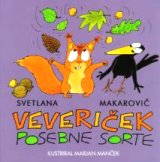 SVETLANA MAKAROVIČ
VEVERIČEK
POSEBNE SORTE
ILUSTRIRAL MARJAN MANČEK